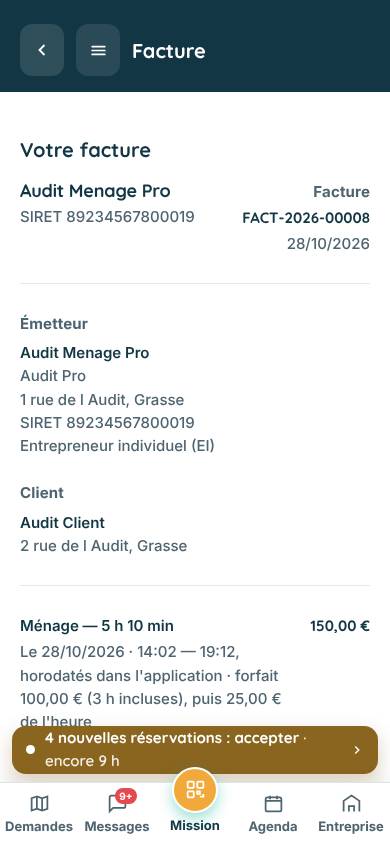 Facture
Votre facture
Audit Menage Pro
Facture
SIRET 89234567800019
FACT-2026-00008
28/10/2026
Émetteur
Audit Menage Pro
Audit Pro
1 rue de l Audit, Grasse
SIRET 89234567800019
Entrepreneur individuel (EI)
Client
Audit Client
2 rue de l Audit, Grasse
Ménage — 5 h 10 min
150,00 €
Le 28/10/2026 · 14:02 — 19:12,
horodatés dans l'application · forfait
100,00 € (3 h incluses), puis 25,00 €
de l'heure
4 nouvelles réservations : accepter ·
encore 9 h
9+
Demandes
Messages
Mission
Agenda
Entreprise